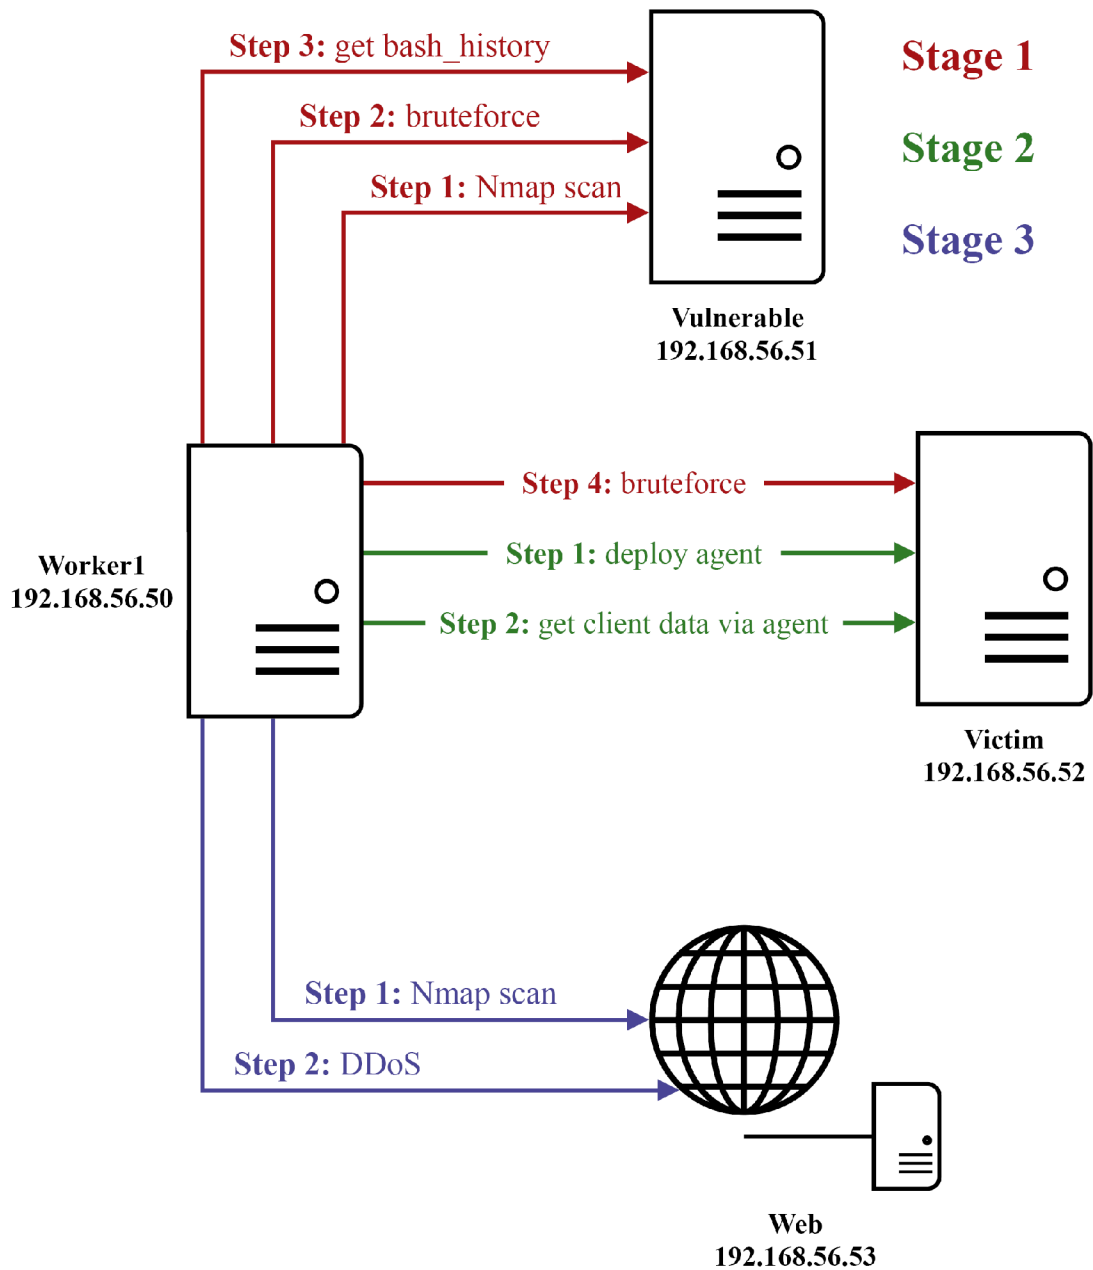 Step 3: get bash_history
Step 2: bruteforce
Step 1: Nmap scan
Stage 1
Stage 2
Stage 3
Vulnerable
192.168.56.51
Worker1
192.168.56.50
Step 4: bruteforce
Step 1: deploy agent
Step 2: get client data via agent
Victim
192.168.56.52
Step 1: Nmap scan
Step 2: DDoS
Web
192.168.56.53